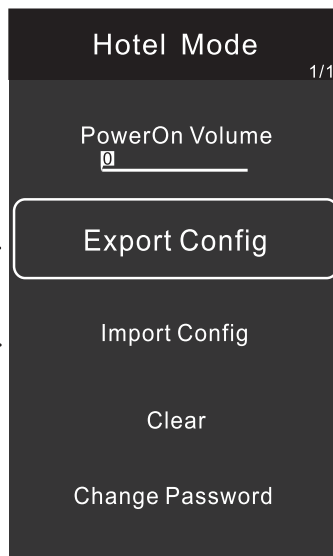 Hotel Mode
1/1
PowerOn Volume
0
Export Config
Import Config
Clear
Change Password